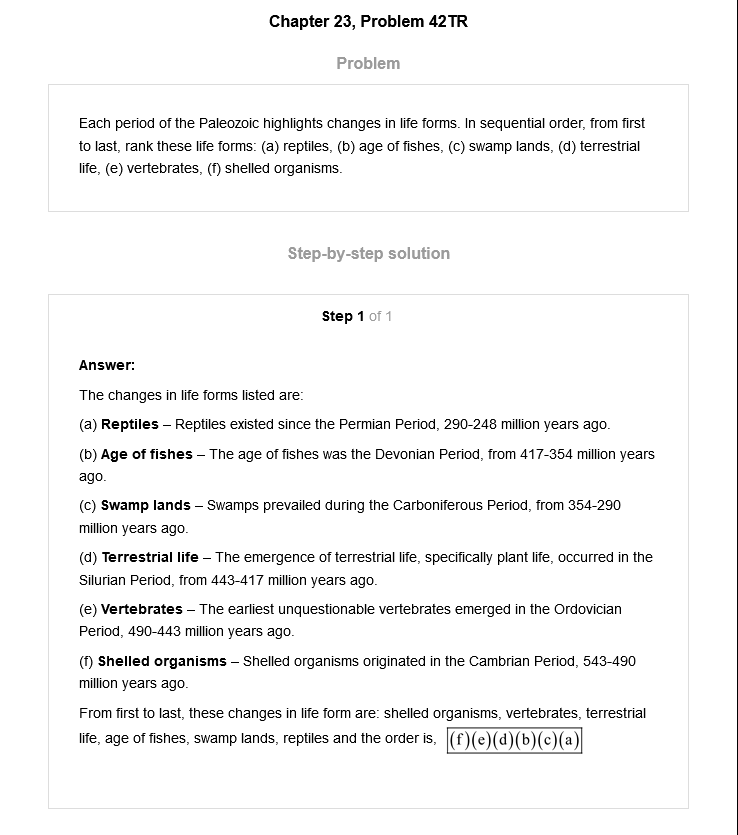 Chapter 23, Problem 42TR
Problem
Each period of the Paleozoic highlights changes in life forms. In sequential order, from first
to last, rank these life forms: (a) reptiles, (b) age of fishes, (c) swamp lands, (d) terrestrial
life, (e) vertebrates, (f) shelled organisms.
Step-by-step solution
Step 1 of 1
Answer:
The changes in life forms listed are:
(a) Reptiles – Reptiles existed since the Permian Period, 290-248 million years ago.
(b) Age of fishes – The age of fishes was the Devonian Period, from 417-354 million years
ago.
(c) Swamp lands – Swamps prevailed during the Carboniferous Period, from 354-290
million years ago.
(d) Terrestrial life – The emergence of terrestrial life, specifically plant life, occurred in the
Silurian Period, from 443-417 million years ago.
(e) Vertebrates – The earliest unquestionable vertebrates emerged in the Ordovician
Period, 490-443 million years ago.
(f) Shelled organisms – Shelled organisms originated in the Cambrian Period, 543-490
million years ago.
From first to last, these changes in life form are: shelled organisms, vertebrates, terrestrial
life, age of fishes, swamp lands, reptiles and the order is, (f)(e)(d)(b)(c)(a)